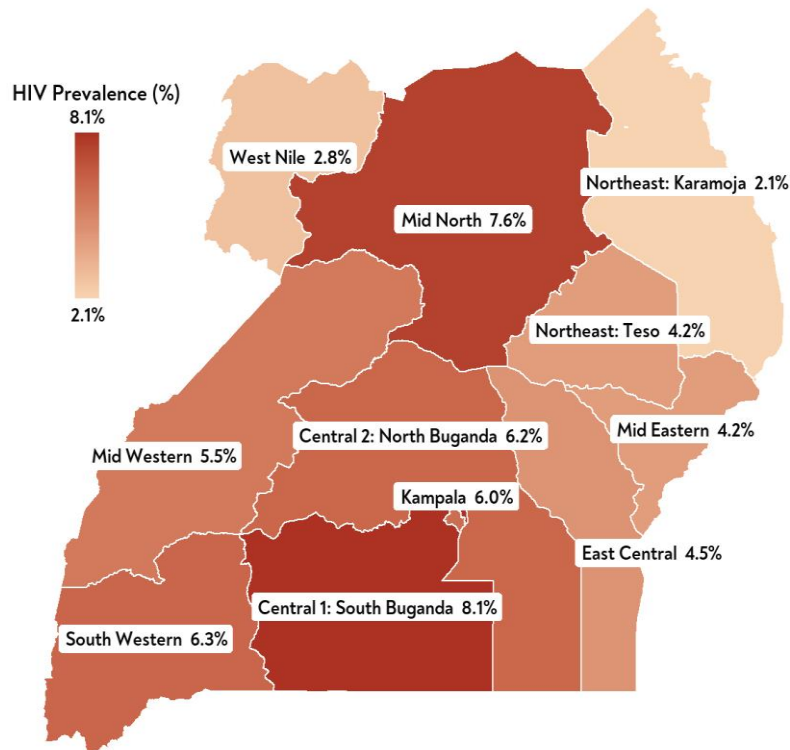 HIV Prevalence (%)
8.1%
2.1%
West Nile 2.8%
Northeast: Karamoja 2.1%
Mid North 7.6%
Northeast: Teso 4.2%
Mid Eastern 4.2%
Central 2: North Buganda 6.2%
Mid Western 5.5%
Kampala 6.0%
East Central 4.5%
Central 1: South Buganda 8.1%
South Western 6.3%